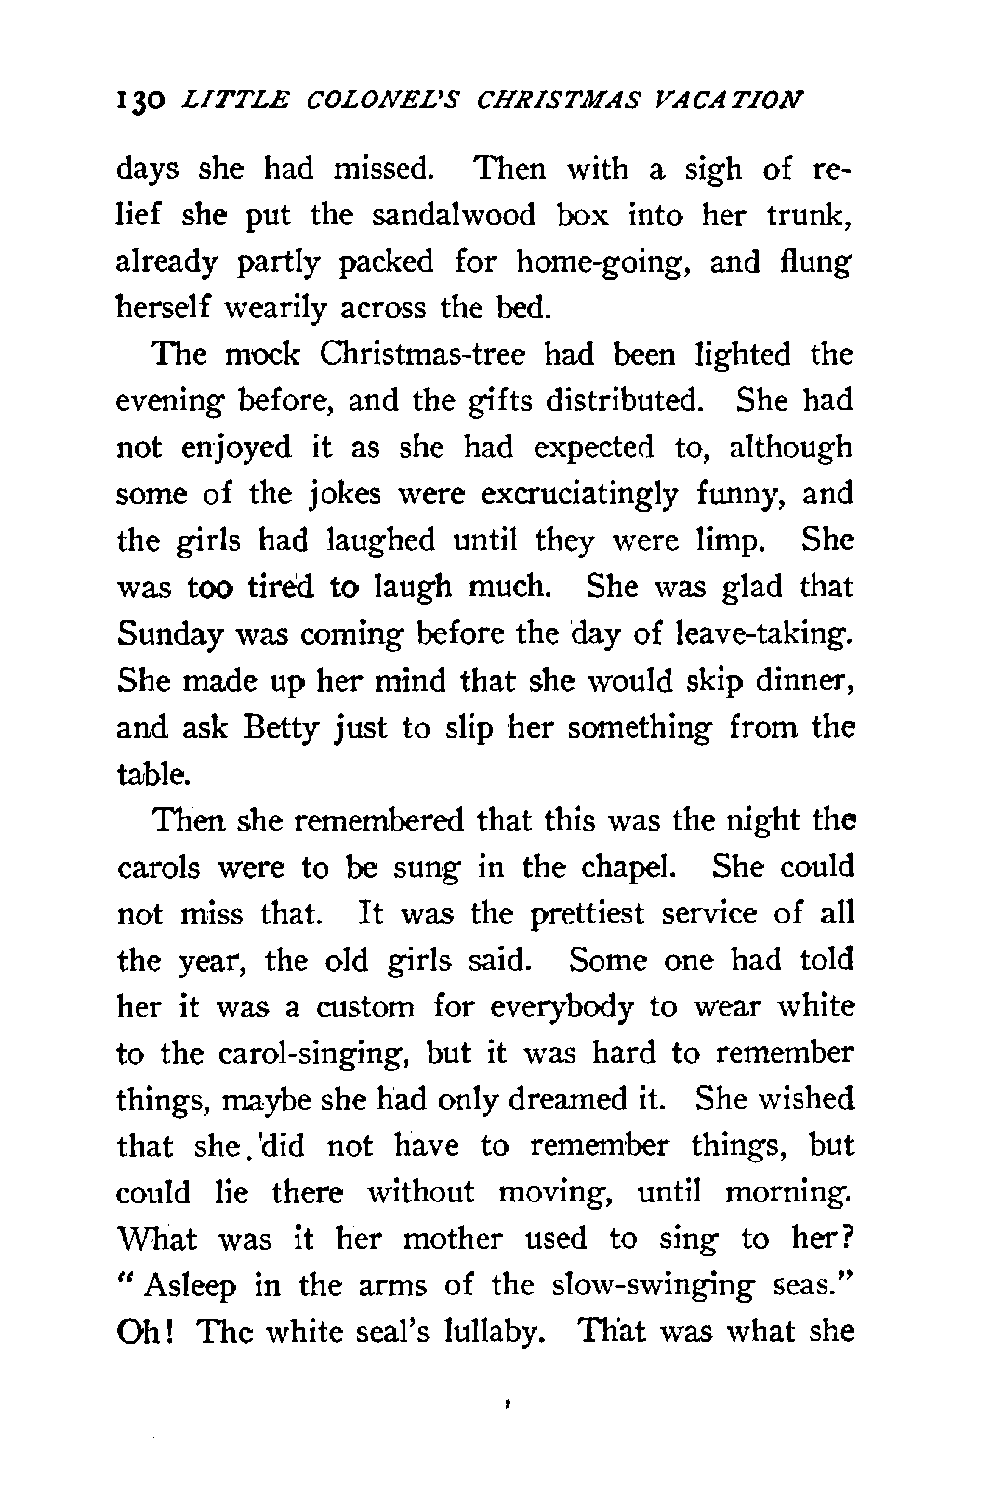 130 LITTLE COLONEL'S CHRISTMAS VACATION
days she had missed. Then with a sigh of re-
lief she put the sandalwood box into her trunk,
already partly packed for home-going, and flung
herself wearily across the bed.
The mock Christmas-tree had been lighted the
evening before, and the gifts distributed. She had
not enjoyed it as she had expected to, although
some of the jokes were excruciatingly funny, and
the girls had laughed until they were limp. She
was too tired to laugh much. She was glad that
Sunday was coming before the day of leave-taking.
She made up her mind that she would skip dinner,
and ask Betty just to slip her something from the
table.
Then she remembered that this was the night the
carols were to be sung in the chapel. She could
not miss that. It was the prettiest service of all
the year, the old girls said. Some one had told
her it was a custom for everybody to wear white
to the carol-singing, but it was hard to remember
things, maybe she had only dreamed it. She wished
that she did not have to remember things, but
could lie there without moving, until morning.
What was it her mother used to sing to her?
" Asleep in the arms of the slow-swinging seas."
Oh! The white seal's lullaby. That was what she